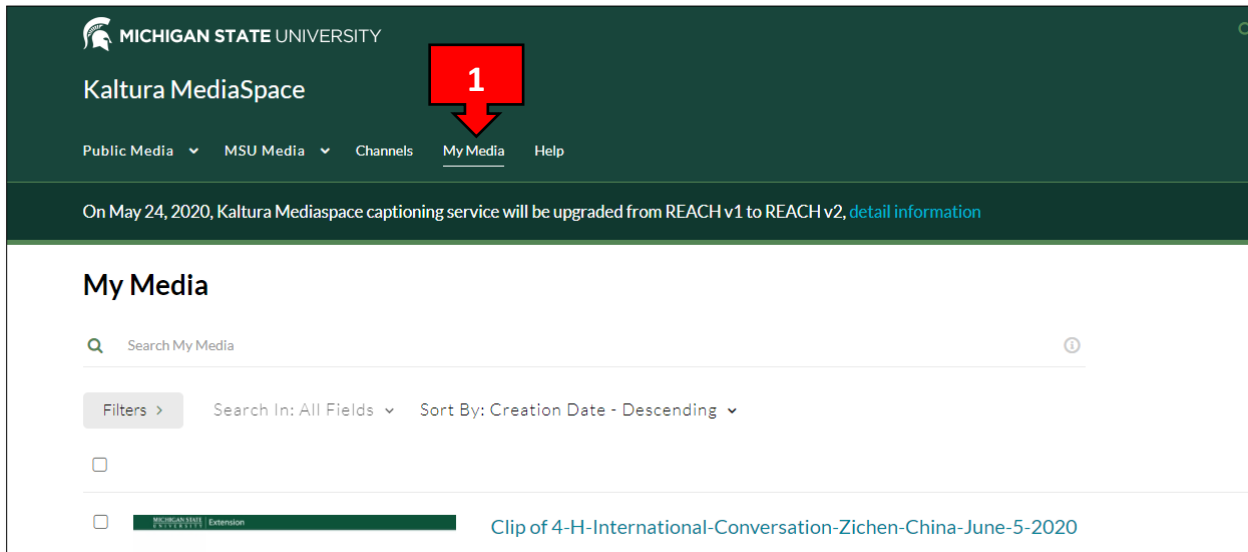 MICHIGAN STATE UNIVERSITY
Kaltura MediaSpace
1
Public Media MSU Media Channels My Media Help
On May 24, 2020, Kaltura Mediaspace captioning service will be upgraded from REACH v1 to REACH v2, detail information
My Media
Search My Media
Filters > Search In: All Fields Sort By: Creation Date - Descending
MICHIGAN STATE UNIVERSITY Extension
Clip of 4-H-International-Conversation-Zichen-China-June-5-2020